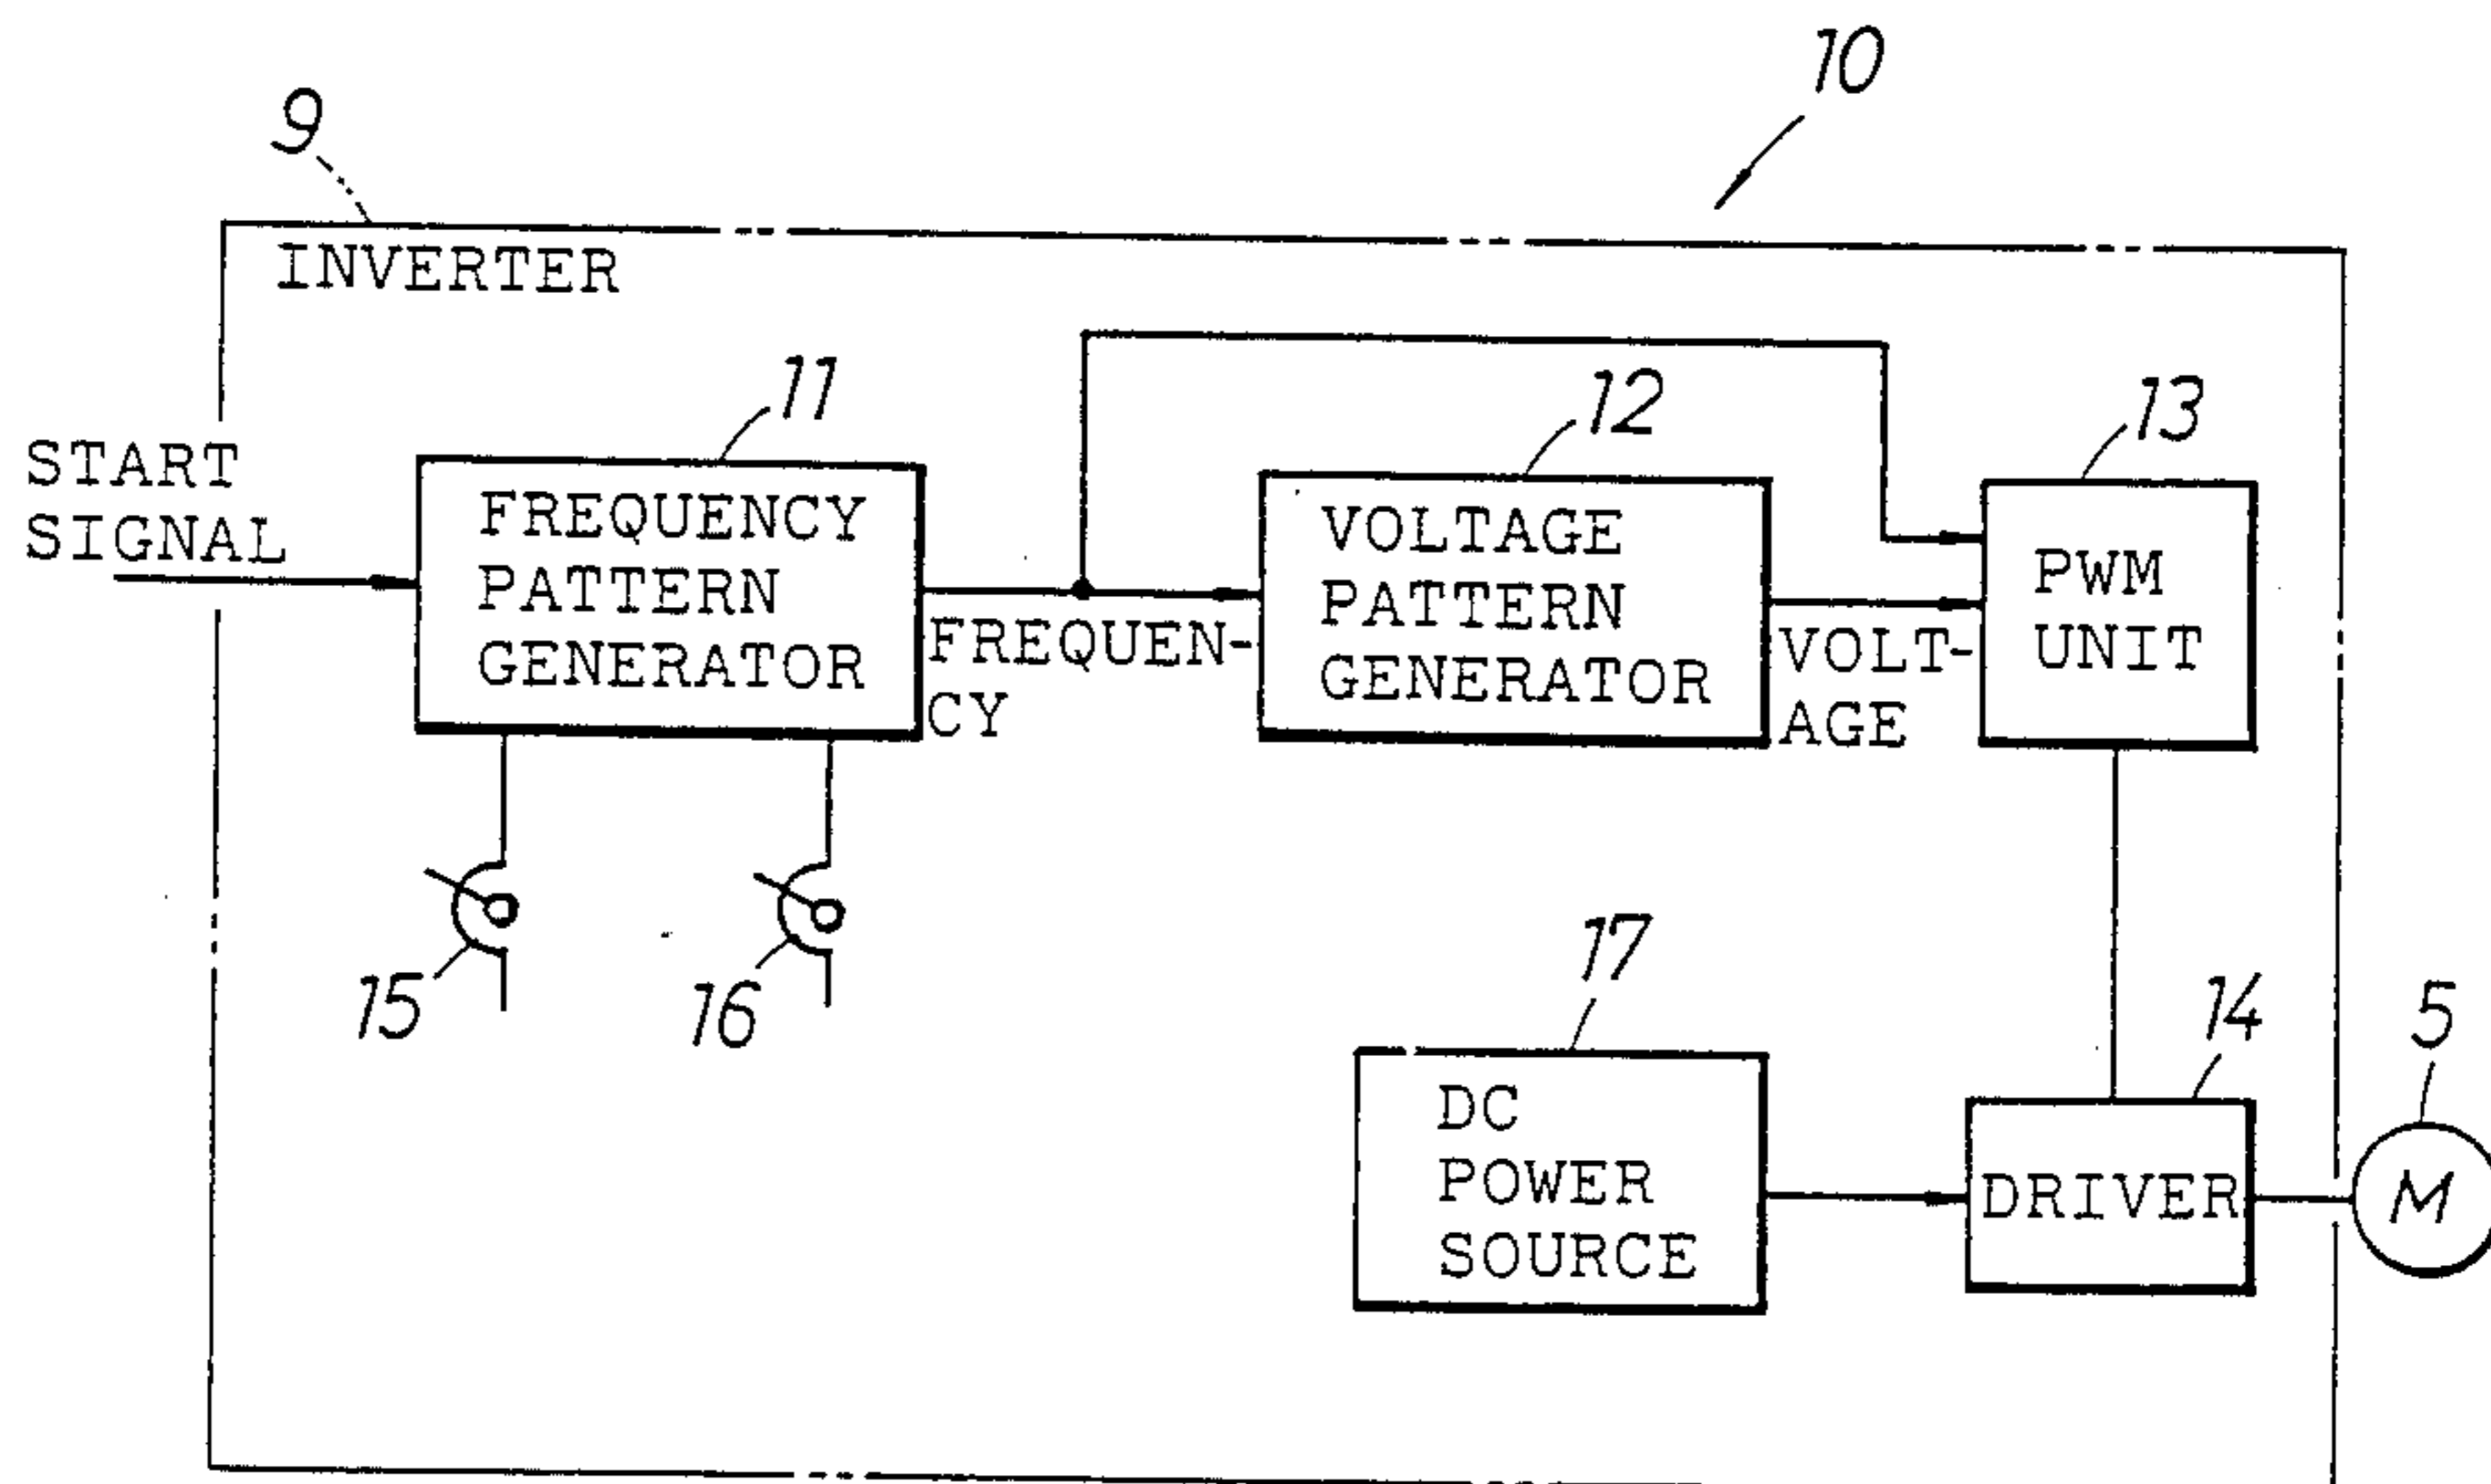 10
9
INVERTER
11
12
13
START
SIGNAL
FREQUENCY
PATTERN
GENERATOR
FREQUEN-
CY
VOLTAGE
PATTERN
GENERATOR
VOLT-
AGE
PWM
UNIT
15
16
17
14
5
DC
POWER
SOURCE
DRIVER
M